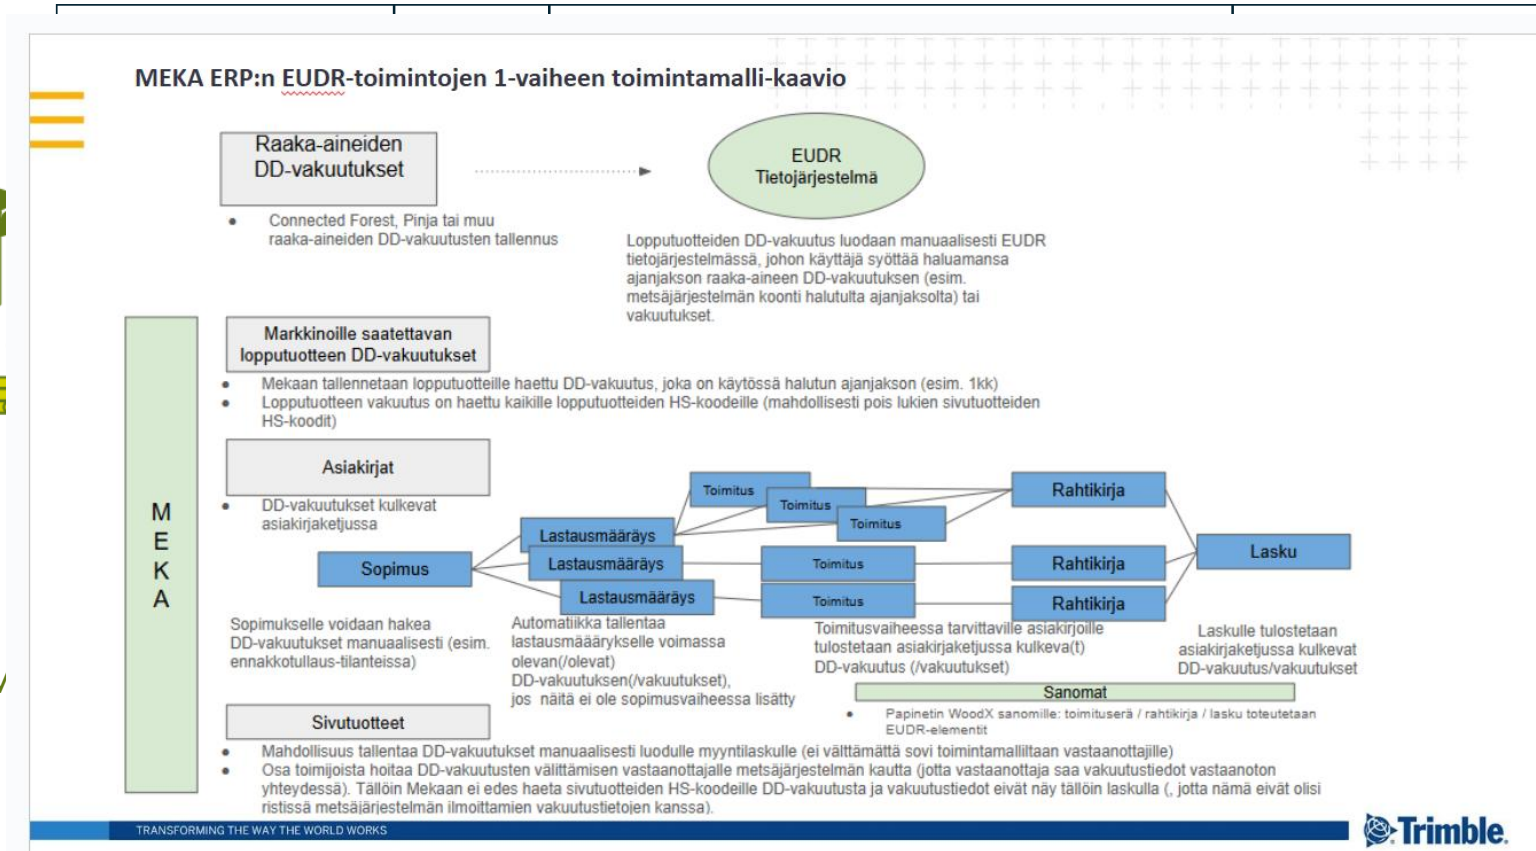 MEKA ERP:n EUDR-toimintojen 1-vaiheen toimintamalli-kaavio
Raaka-aineiden
DD-vakuutukset
EUDR
Tietojärjestelmä
Connected Forest, Pinja tai muu
raaka-aineiden DD-vakuutusten tallennus
Lopputuotteiden DD-vakuutus luodaan manuaalisesti EUDR
tietojärjestelmässä, johon käyttäjä syöttää haluamansa
ajanjakson raaka-aineen DD-vakuutuksen (esim.
metsäjärjestelmän koonti halutulta ajanjaksolta) tai
vakuutukset.
MEKA
Markkinoille saatettavan
lopputuotteen DD-vakuutukset
Mekaan tallennetaan lopputuotteille haettu DD-vakuutus, joka on käytössä halutun ajanjakson (esim. 1kk)
Lopputuotteen vakuutus on haettu kaikille lopputuotteiden HS-koodeille (mahdollisesti pois lukien sivutuotteiden
HS-koodit)
Asiakirjat
DD-vakuutukset kulkevat
asiakirjaketjussa
Sopimus
Lastausmääräys
Lastausmääräys
Lastausmääräys
Toimitus
Toimitus
Toimitus
Toimitus
Toimitus
Rahtikirja
Rahtikirja
Rahtikirja
Lasku
Sopimukselle voidaan hakea
DD-vakuutukset manuaalisesti (esim.
ennakkotullaus-tilanteissa)
Automatiikka tallentaa
lastausmääärykselle voimassa
olevan(/olevat)
DD-vakuutuksen(/vakuutukset),
jos näitä ei ole sopimusvaiheessa lisätty
Toimitusvaiheessa tarvittaville asiakirjoille
tulostetaan asiakirjaketjussa kulkeva(t)
DD-vakuutus (/vakuutukset)
Laskulle tulostetaan
asiakirjaketjussa kulkevat
DD-vakuutus/vakuutukset
Sanomat
Papinetin WoodX sanomille: toimituserä / rahtikirja / lasku toteutetaan
EUDR-elementit
Sivutuotteet
Mahdollisuus tallentaa DD-vakuutukset manuaalisesti luodulle myyntilaskulle (ei välttämättä sovi toimintamalliltaan vastaanottajille)
Osa toimijoista hoitaa DD-vakuutusten välittämisen vastaanottajalle metsäjärjestelmän kautta (jotta vastaanottaja saa vakuutustiedot vastaanoton
yhteydessä). Tällöin Mekaan ei edes haeta sivutuotteiden HS-koodeille DD-vakuutusta ja vakuutustiedot eivät näy tällöin laskulla (, jotta nämä eivät olisi
ristissä metsäjärjestelmän ilmoittamien vakuutustietojen kanssa).
TRANSFORMING THE WAY THE WORLD WORKS
Trimble.